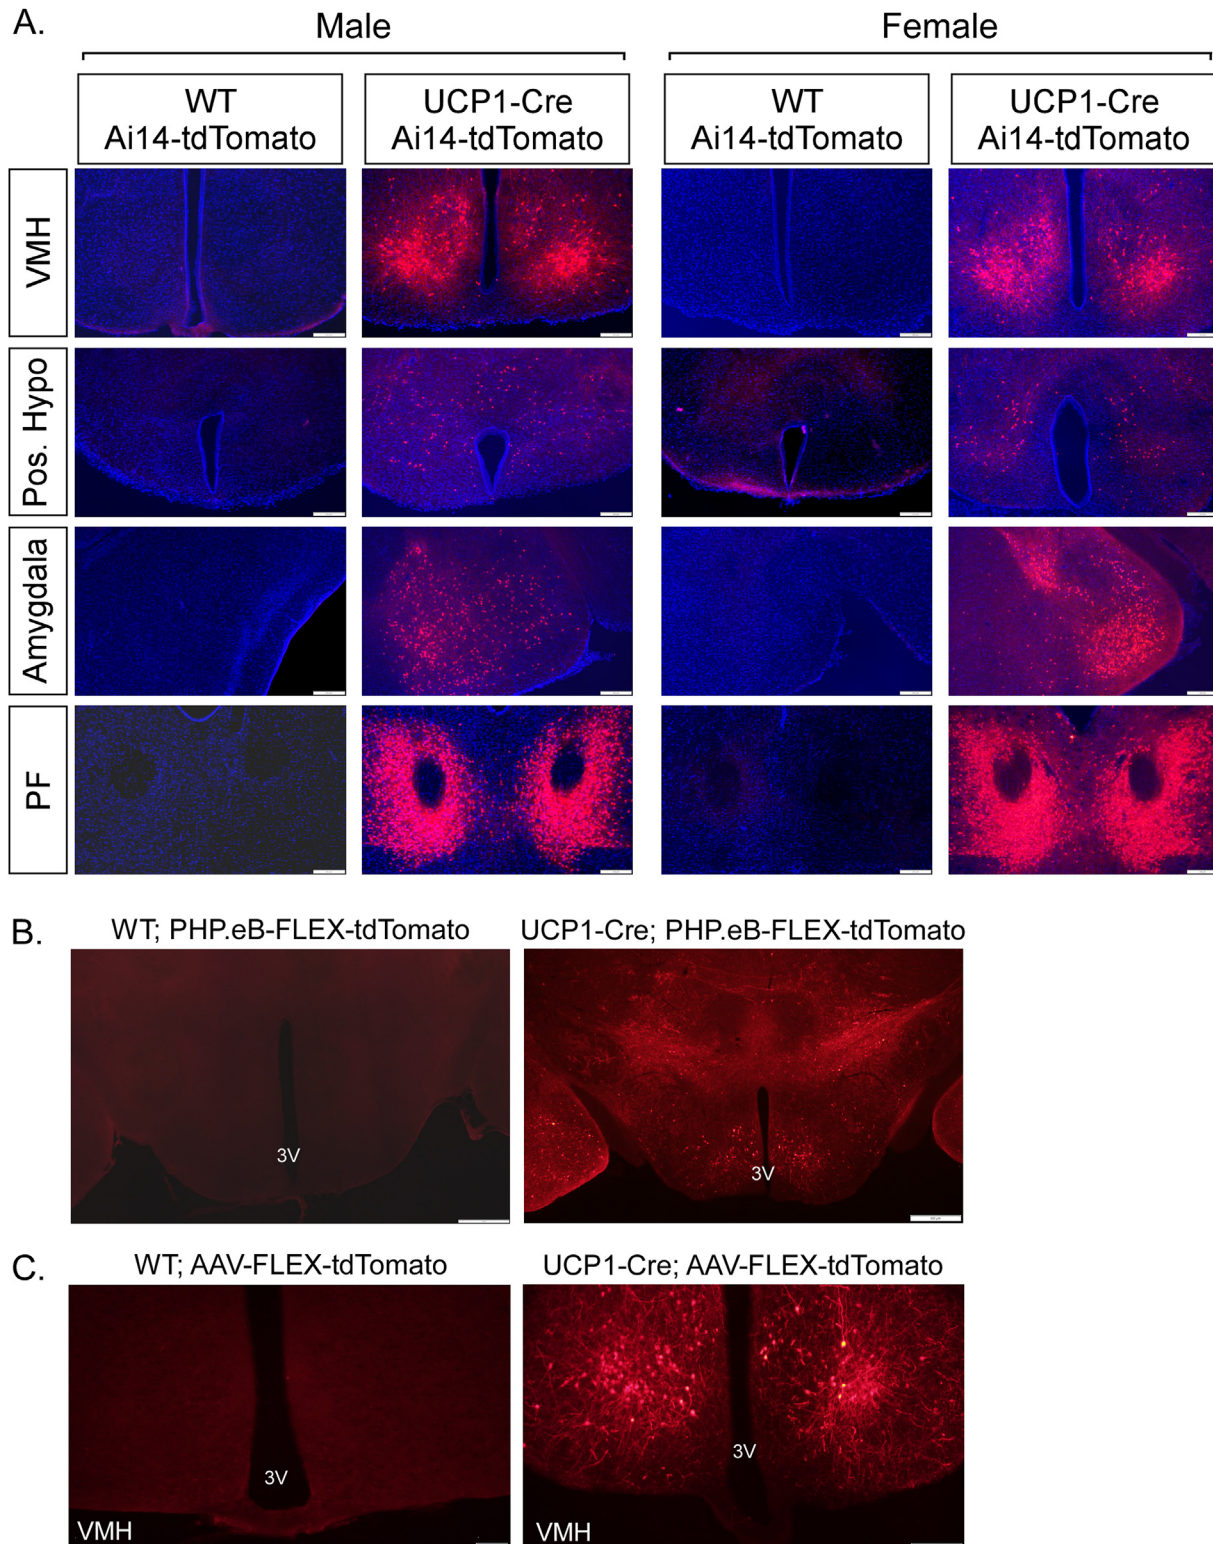 A.
Male
Female
WT
Ai14-tdTomato
UCP1-Cre
Ai14-tdTomato
WT
Ai14-tdTomato
UCP1-Cre
Ai14-tdTomato
VMH
Pos. Hypo
Amygdala
PF
B.
WT; PHP.eB-FLEX-tdTomato
UCP1-Cre; PHP.eB-FLEX-tdTomato
3V
3V
C.
WT; AAV-FLEX-tdTomato
UCP1-Cre; AAV-FLEX-tdTomato
3V
VMH
3V
VMH